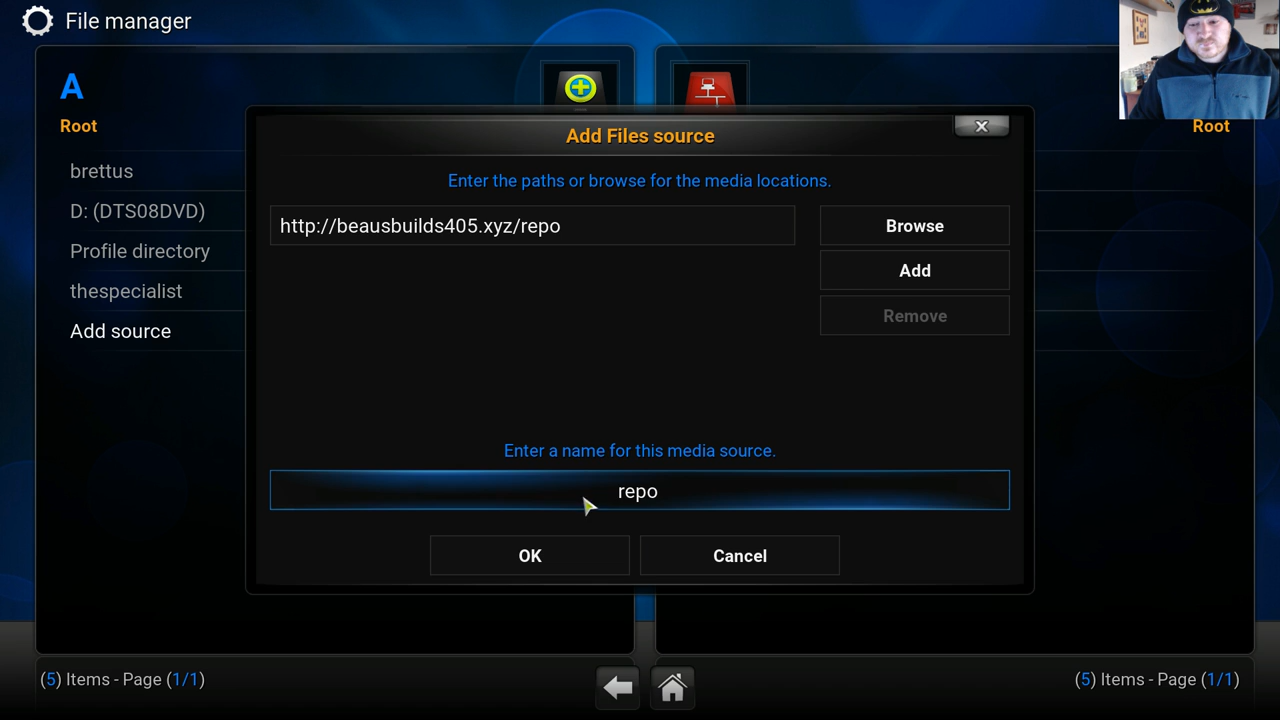 File manager
A
Root
Root
brettus
D: (DTS08DVD)
Profile directory
thespecialist
Add source
Add Files source
Enter the paths or browse for the media locations.
http://beausbuilds405.xyz/repo
Browse
Add
Remove
Enter a name for this media source.
repo
OK
Cancel
(5) Items - Page (1/1)
(5) Items - Page (1/1)